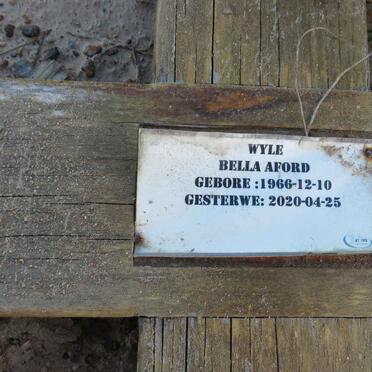 WYLE
BELLA AFORD
GEBORE :1966-12-10
GESTERWE: 2020-04-25